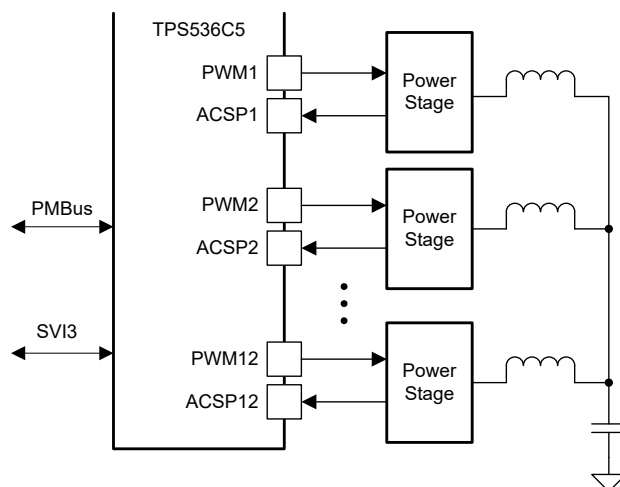 TPS536C5
PWM1
Power
Stage
ACSP1
PMBus
PWM2
Power
Stage
ACSP2
SVI3
PWM12
Power
Stage
ACSP12